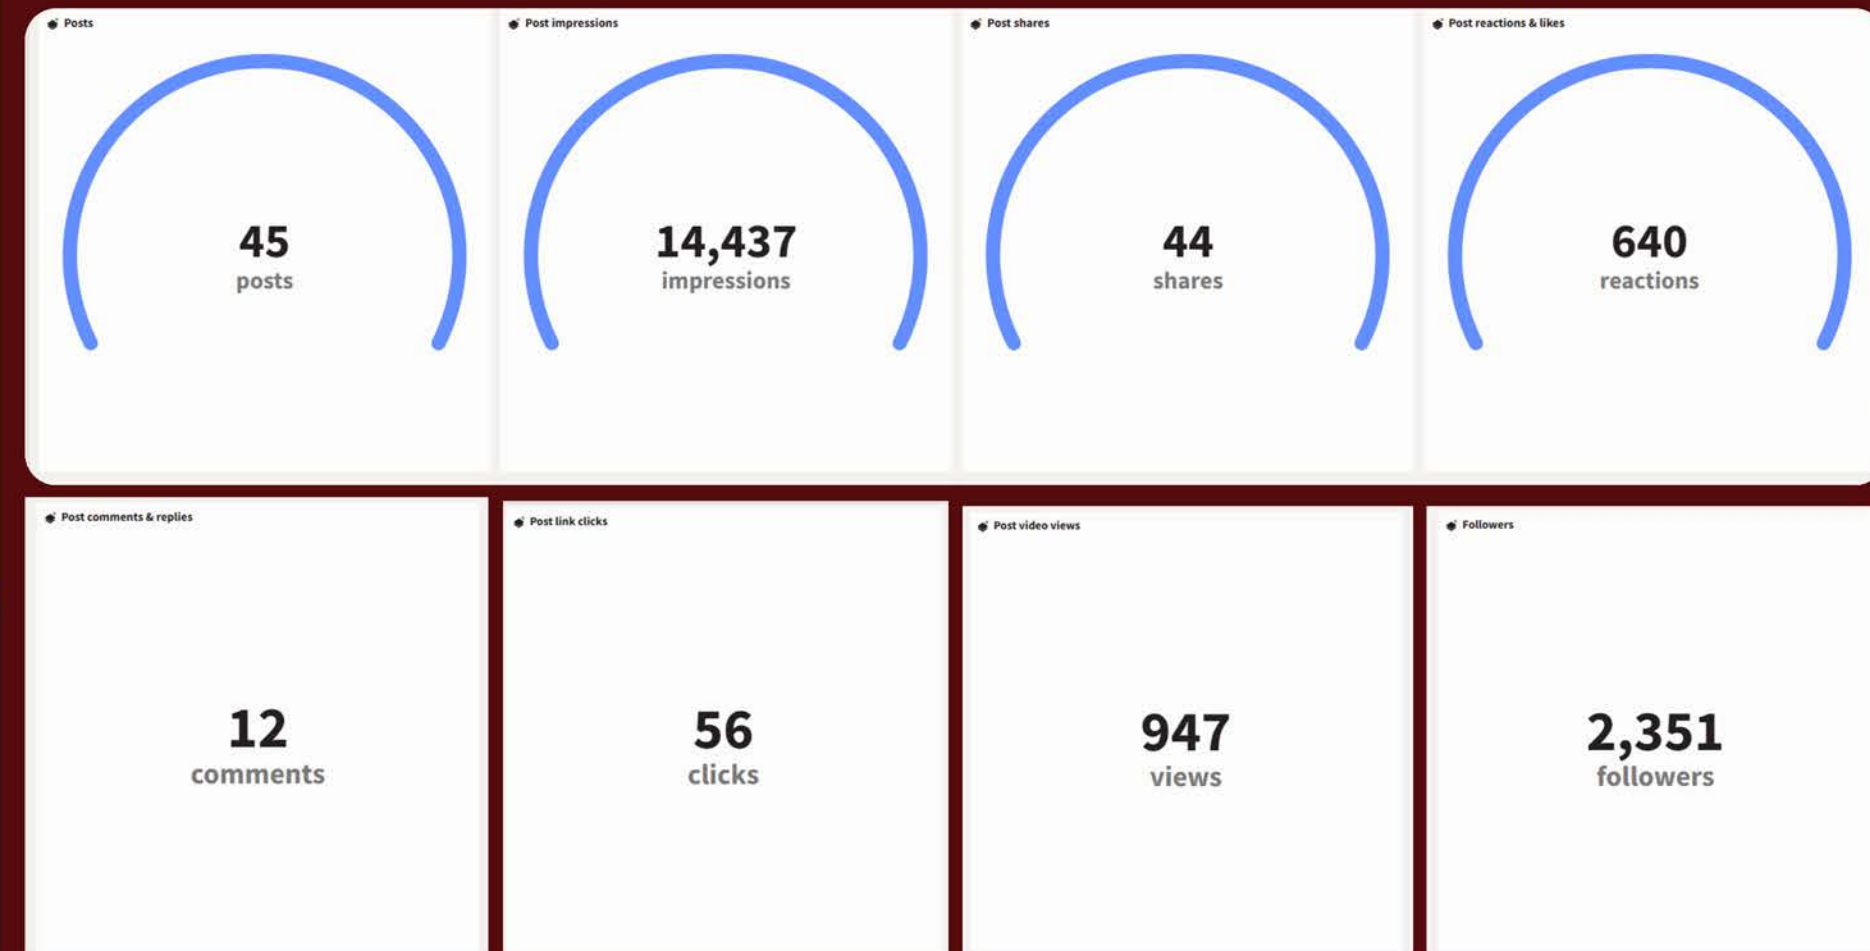 Posts
45
posts
Post impressions
14,437
impressions
Post shares
44
shares
Post reactions & likes
640
reactions
Post comments & replies
12
comments
Post link clicks
56
clicks
Post video views
947
views
Followers
2,351
followers